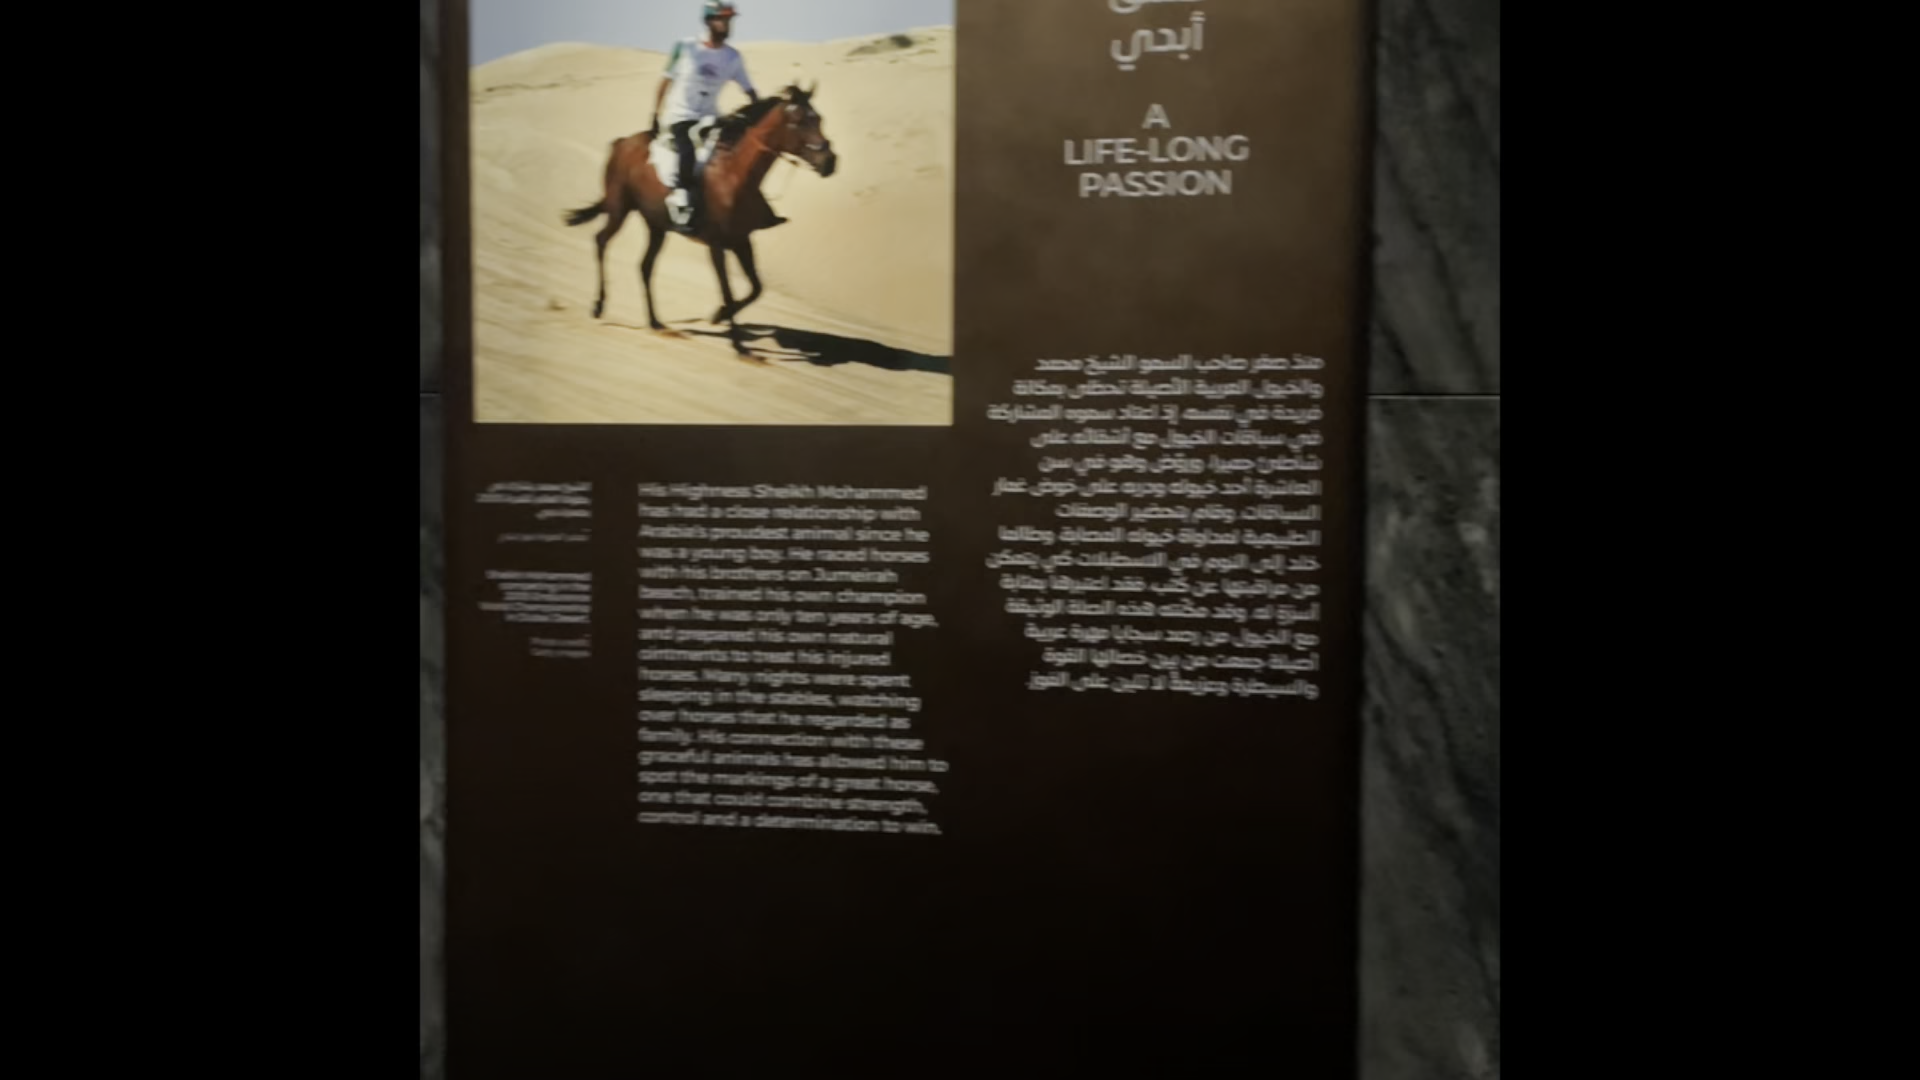 أبدي
A
LIFE-LONG
PASSION
منذ صغر صاحب السمو الشيخ محمد
والخيول العربية الأصيلة تحظى بمكانة
فريدة في نفسه، إذ اعتاد سموه المشاركة
في سباقات الخيول مع أشقائه على
شاطئ جميرا، وروّض وهو في سن
العاشرة أحد خيوله ودربه على خوض غمار
السباقات، وقام بتحضير الوصفات
الطبيعية لمداواة خيوله المصابة، وطالما
خلد إلى النوم في الاسطبلات كي يتمكن
من مراقبتها عن كثب، فقد اعتبرها بمثابة
أسرةٍ له. وقد مكّنته هذه الصلة الوثيقة
مع الخيول من رصد سجايا مهرة عربية
أصيلة جمعت من بين خصالها القوة
والسيطرة وعزيمةً لا تلين على الفوز.
His Highness Sheikh Mohammed
has had a close relationship with
Arabia's proudest animal since he
was a young boy. He raced horses
with his brothers on Jumeirah
beach, trained his own champion
when he was only ten years of age,
and prepared his own natural
ointments to treat his injured
horses. Many nights were spent
sleeping in the stables, watching
over horses that he regarded as
family. His connection with these
graceful animals has allowed him to
spot the markings of a great horse,
one that could combine strength,
control and a determination to win.